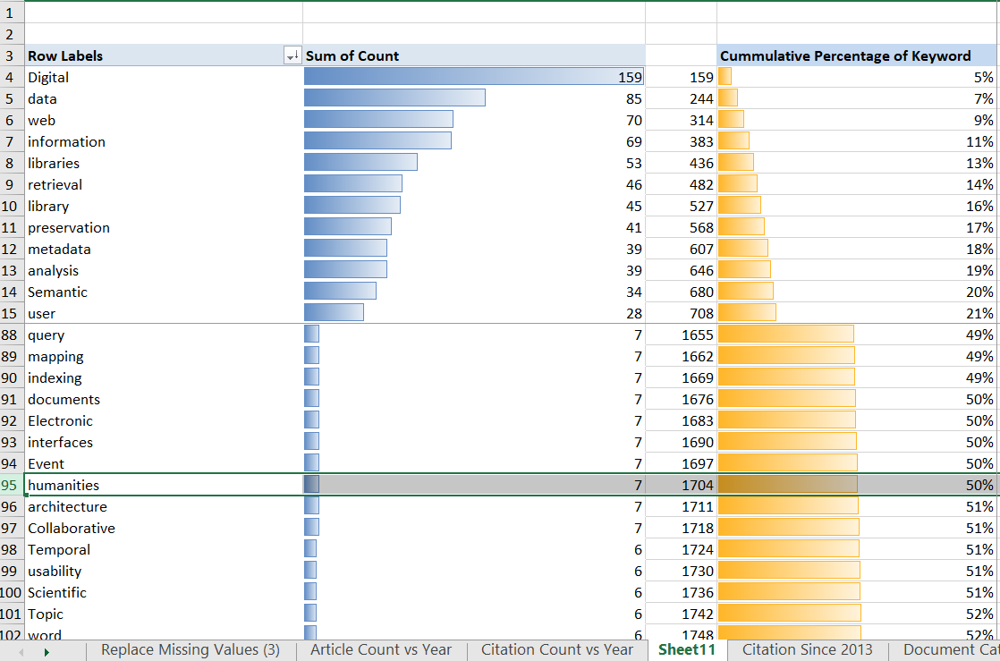 1
2
3 Row Labels Sum of Count Cummulative Percentage of Keyword
4 Digital 159 159 5%
5 data 85 244 7%
6 web 70 314 9%
7 information 69 383 11%
8 libraries 53 436 13%
9 retrieval 46 482 14%
10 library 45 527 16%
11 preservation 41 568 17%
12 metadata 39 607 18%
13 analysis 39 646 19%
14 Semantic 34 680 20%
15 user 28 708 21%
88 query 7 1655 49%
89 mapping 7 1662 49%
90 indexing 7 1669 49%
91 documents 7 1676 50%
92 Electronic 7 1683 50%
93 interfaces 7 1690 50%
94 Event 7 1697 50%
95 humanities 7 1704 50%
96 architecture 7 1711 51%
97 Collaborative 7 1718 51%
98 Temporal 6 1724 51%
99 usability 6 1730 51%
100 Scientific 6 1736 51%
101 Topic 6 1742 52%
102 word 6 1748 52%
Replace Missing Values (3) Article Count vs Year Citation Count vs Year Sheet11 Citation Since 2013 Document Cat